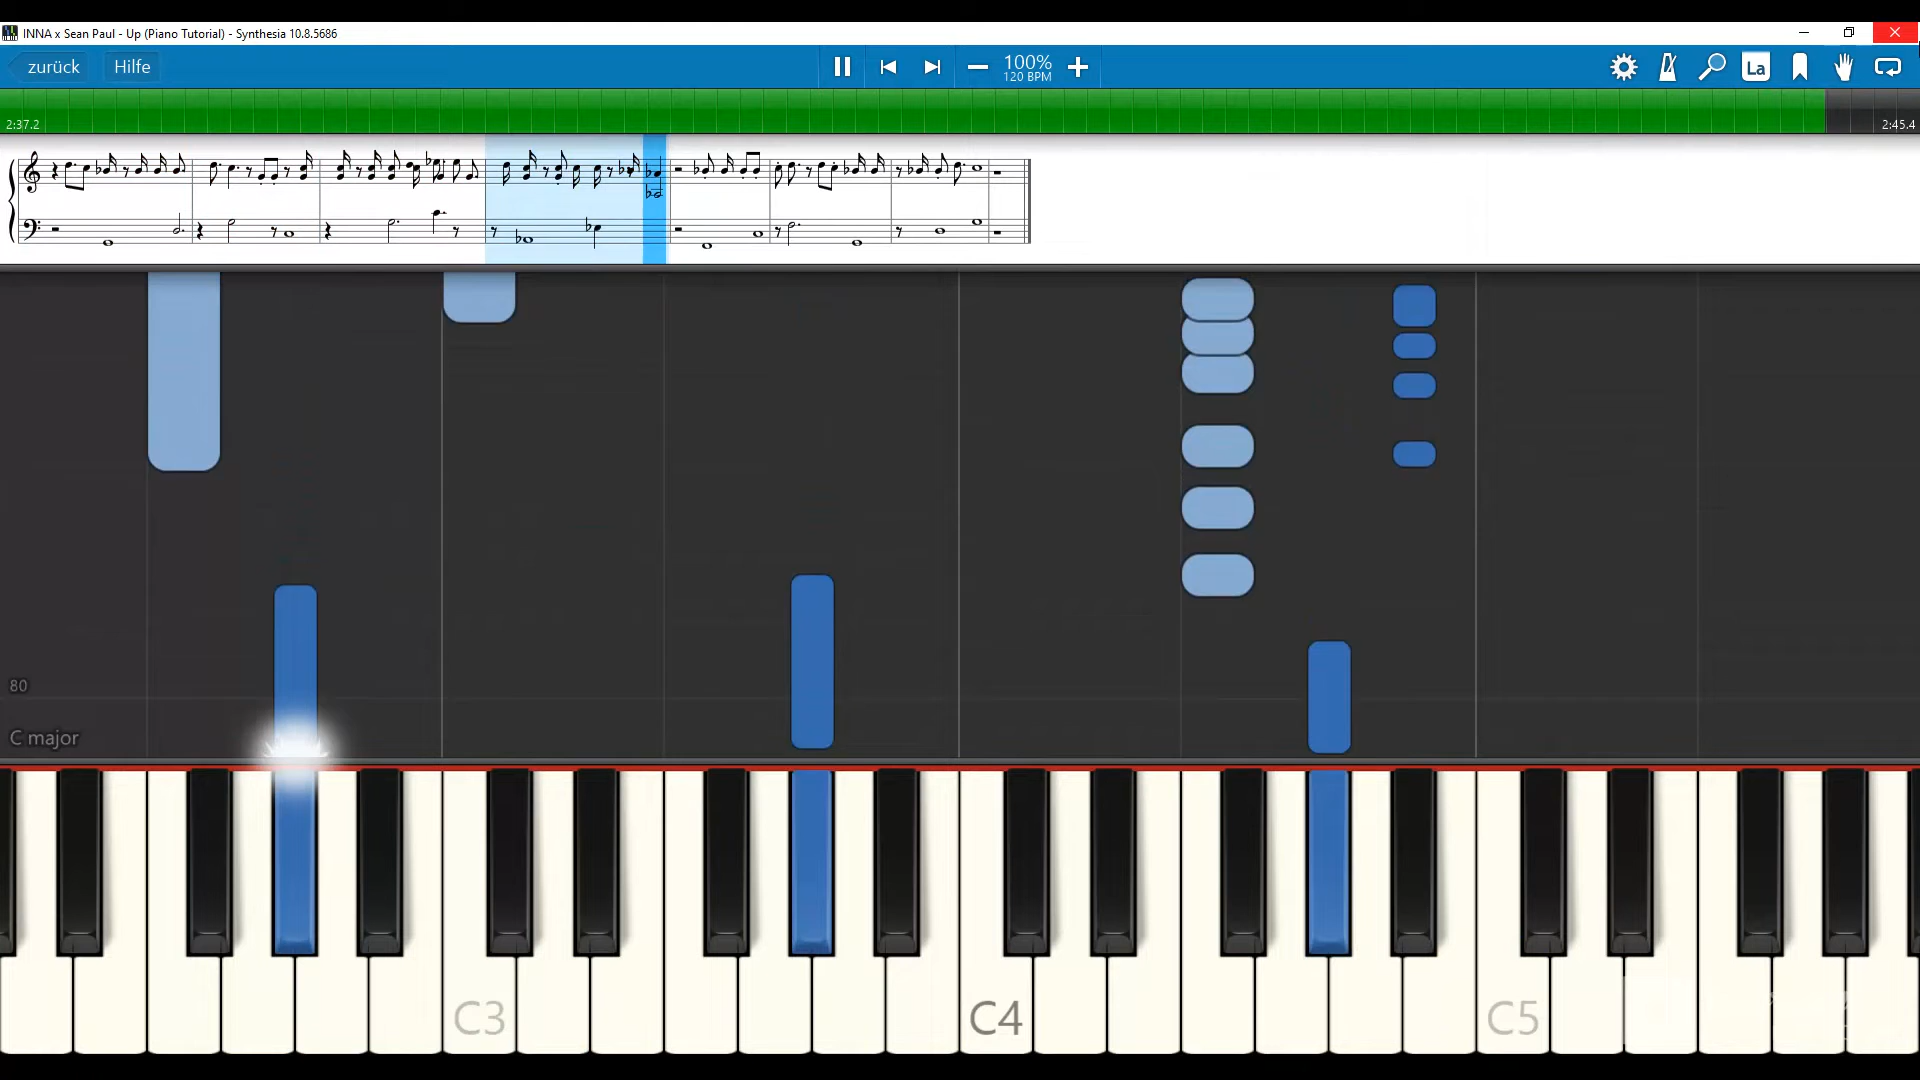 INNA x Sean Paul - Up (Piano Tutorial) - Synthesia 10.8.5686
zurück
Hilfe
100%
120 BPM
La
2:37.2
2:45.4
80
C major
C3
C4
C5